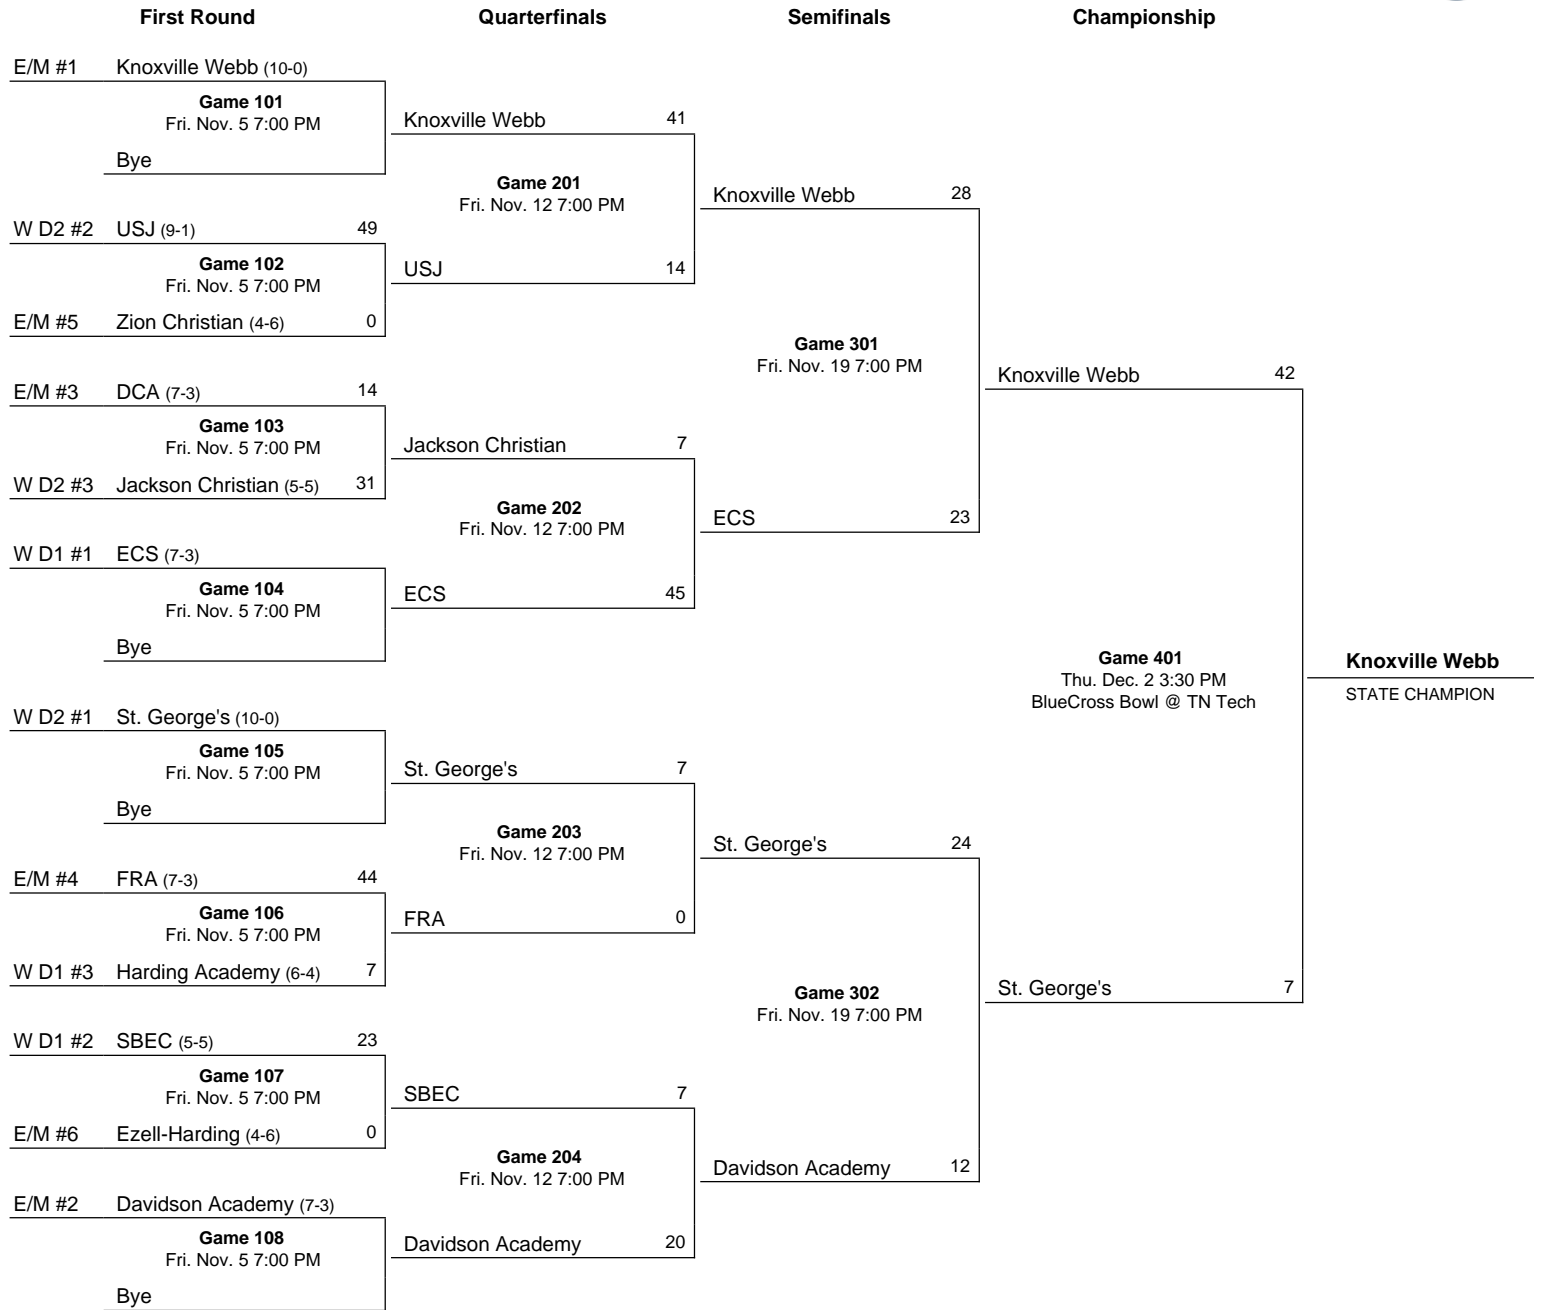 First Round Quarterfinals Semifinals Championship
E/M #1 Knoxville Webb (10-0)
Game 101
Fri. Nov. 5 7:00 PM
Bye
W D2 #2 USJ (9-1) 49
Game 102
Fri. Nov. 5 7:00 PM
E/M #5 Zion Christian (4-6) 0
E/M #3 DCA (7-3) 14
Game 103
Fri. Nov. 5 7:00 PM
W D2 #3 Jackson Christian (5-5) 31
W D1 #1 ECS (7-3)
Game 104
Fri. Nov. 5 7:00 PM
Bye
W D2 #1 St. George's (10-0)
Game 105
Fri. Nov. 5 7:00 PM
Bye
E/M #4 FRA (7-3) 44
Game 106
Fri. Nov. 5 7:00 PM
W D1 #3 Harding Academy (6-4) 7
W D1 #2 SBEC (5-5) 23
Game 107
Fri. Nov. 5 7:00 PM
E/M #6 Ezell-Harding (4-6) 0
E/M #2 Davidson Academy (7-3)
Game 108
Fri. Nov. 5 7:00 PM
Bye
Knoxville Webb 41
Game 201
Fri. Nov. 12 7:00 PM
USJ 14
Jackson Christian 7
Game 202
Fri. Nov. 12 7:00 PM
ECS 45
St. George's 7
Game 203
Fri. Nov. 12 7:00 PM
FRA 0
SBEC 7
Game 204
Fri. Nov. 12 7:00 PM
Davidson Academy 20
Knoxville Webb 28
Game 301
Fri. Nov. 19 7:00 PM
ECS 23
St. George's 24
Game 302
Fri. Nov. 19 7:00 PM
Davidson Academy 12
Knoxville Webb 42
Game 401
Thu. Dec. 2 3:30 PM
BlueCross Bowl @ TN Tech
St. George's 7
Knoxville Webb
STATE CHAMPION